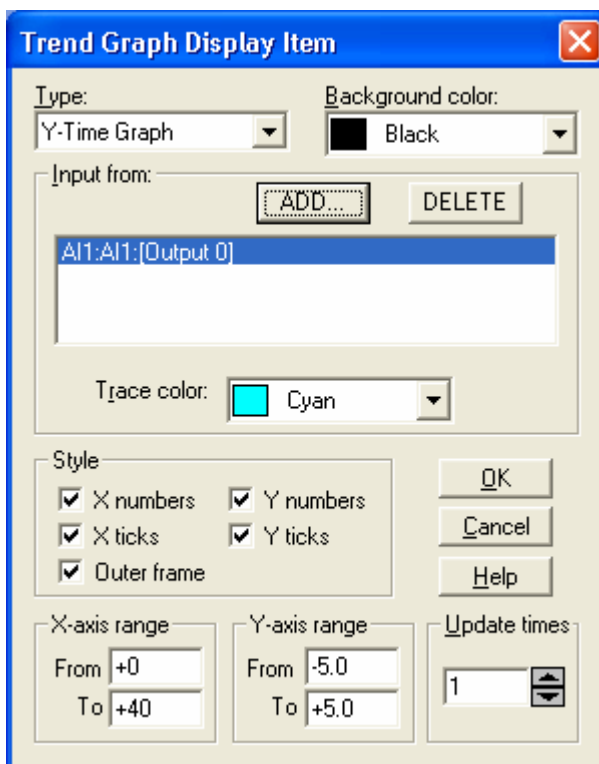 Trend Graph Display Item
Type:
Background color:
Y-Time Graph
Black
Input from:
ADD...
DELETE
AI1:AI1:[Output 0]
Trace color:
Cyan
Style
X numbers
Y numbers
X ticks
Y ticks
Outer frame
OK
Cancel
Help
X-axis range
From +0
To +40
Y-axis range
From -5.0
To +5.0
Update times
1